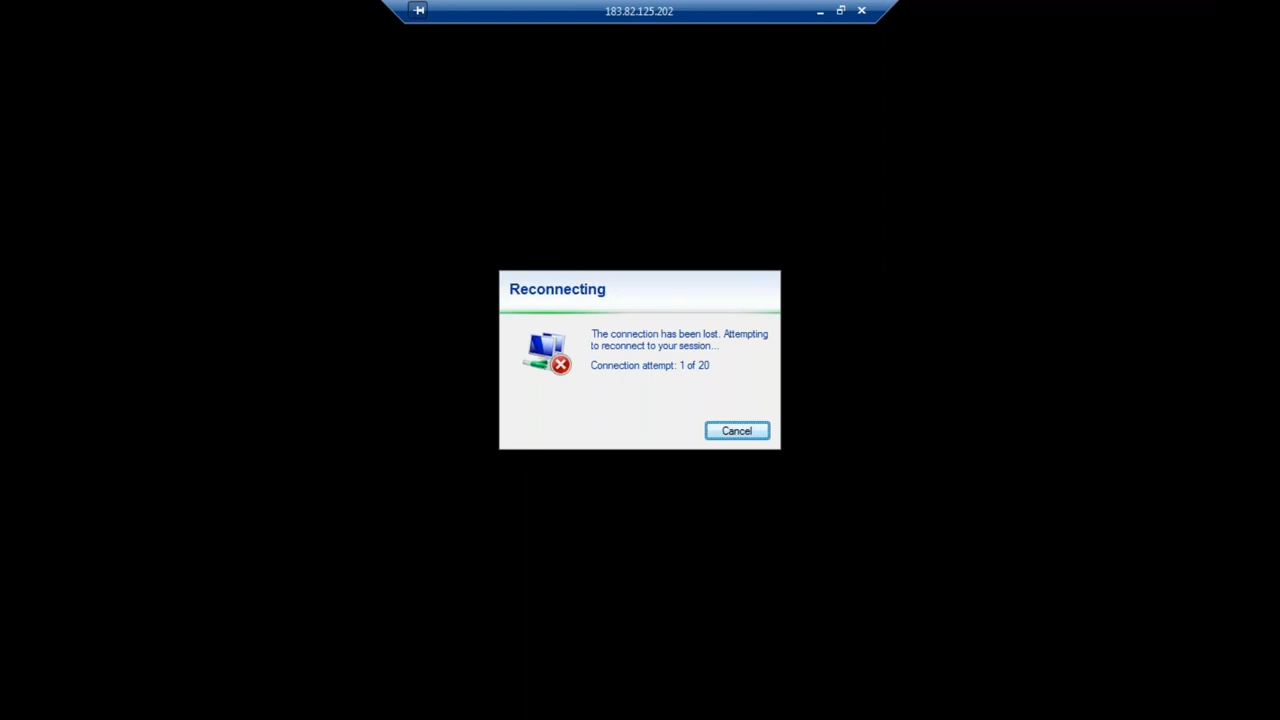 183.82.125.202
Reconnecting
The connection has been lost. Attempting
to reconnect to your session...
Connection attempt: 1 of 20
Cancel